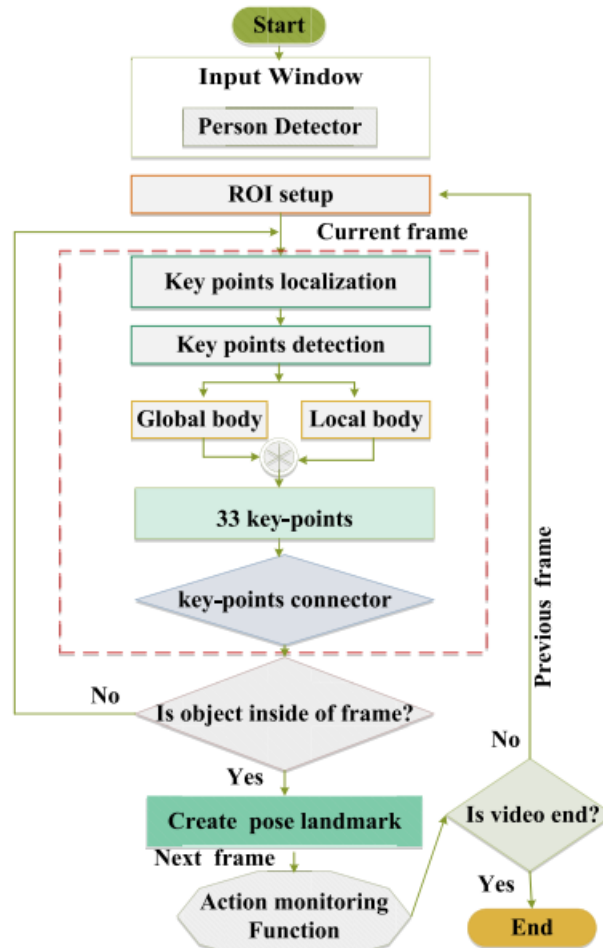 Start
Input Window
Person Detector
ROI setup
Current frame
Key points localization
Key points detection
Global body
Local body
33 key-points
key-points connector
Previous frame
No
Is object inside of frame?
No
Yes
Is video end?
Create pose landmark
Next frame
Yes
Action monitoring
Function
End